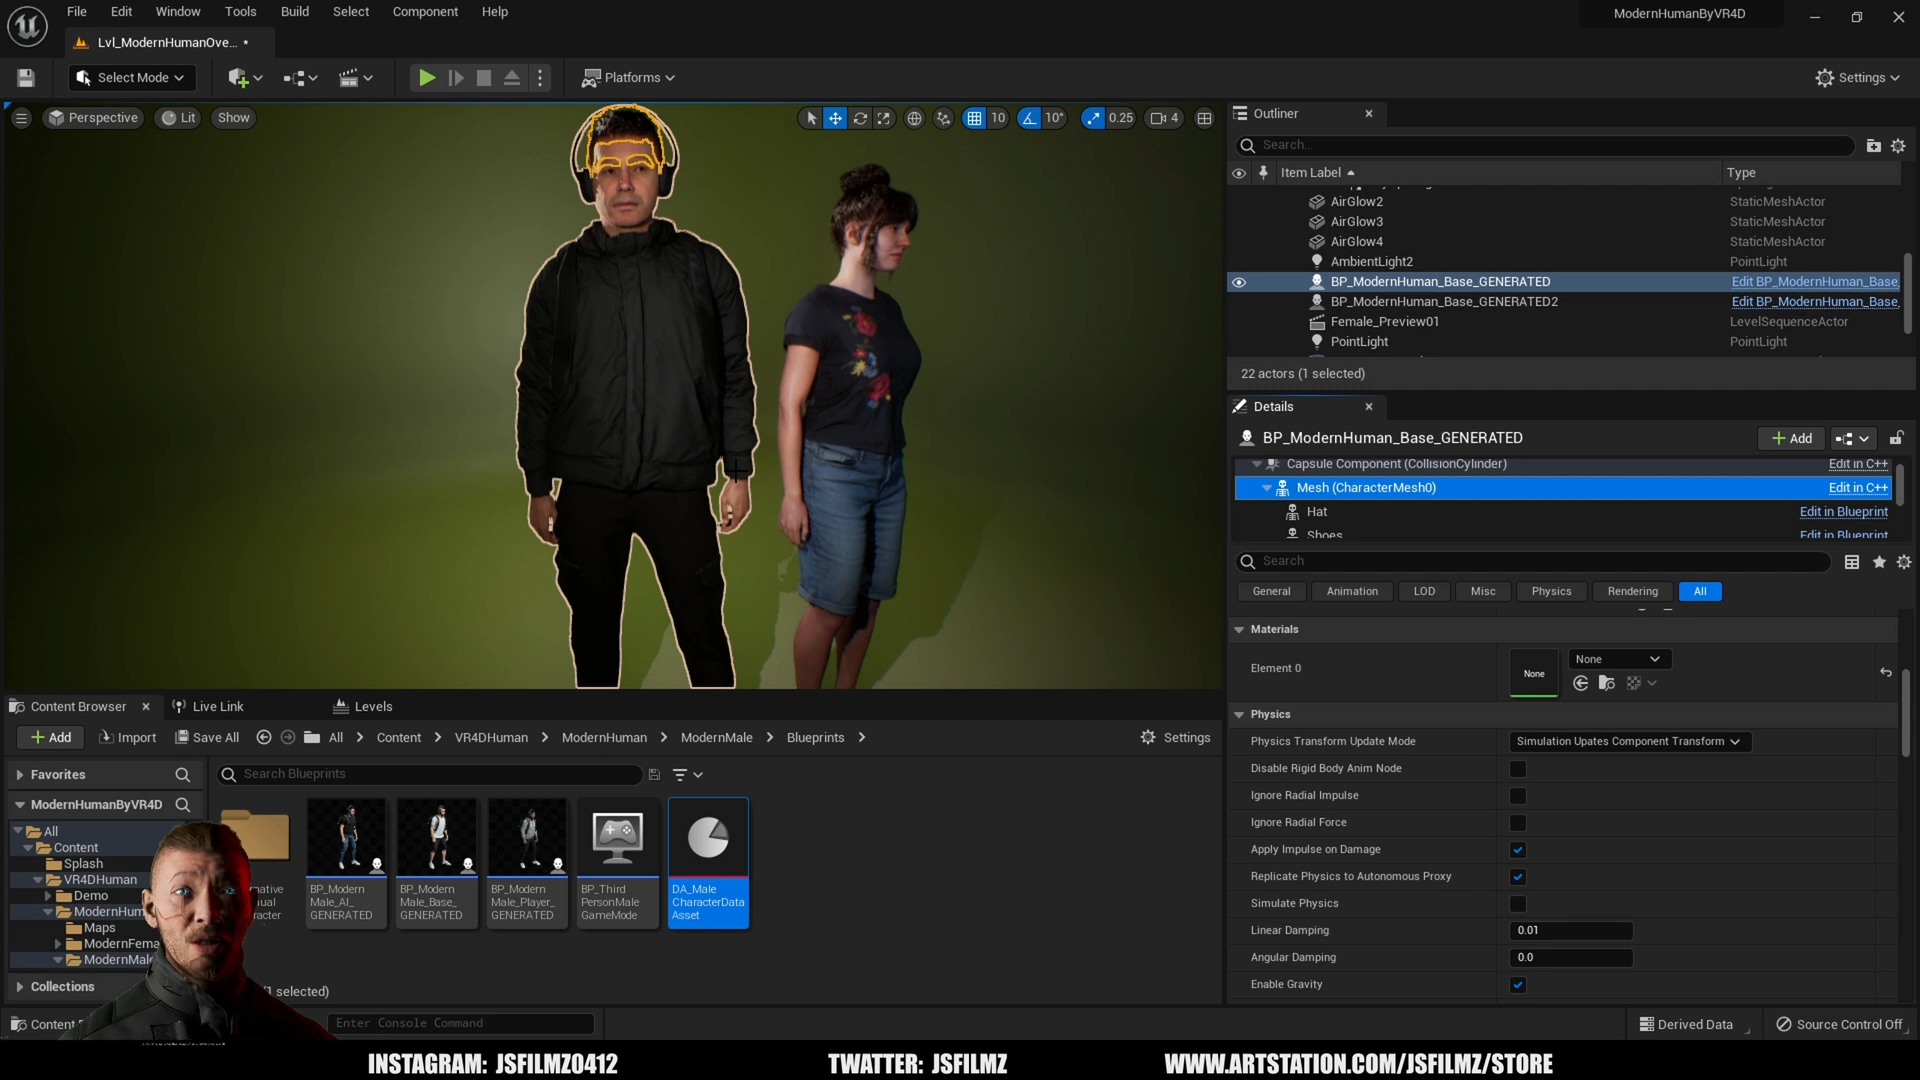 File Edit Window Tools Build Select Component Help
ModernHumanByVR4D
Lvl_ModernHumanOve... •
Select Mode
Platforms
Settings
Perspective
Lit
Show
10
10°
0.25
4
Outliner
Search...
Item Label
Type
AirGlow2 StaticMeshActor
AirGlow3 StaticMeshActor
AirGlow4 StaticMeshActor
AmbientLight2 PointLight
BP_ModernHuman_Base_GENERATED Edit BP_ModernHuman_Base_
BP_ModernHuman_Base_GENERATED2 Edit BP_ModernHuman_Base_
Female_Preview01 LevelSequenceActor
PointLight PointLight
22 actors (1 selected)
Details
BP_ModernHuman_Base_GENERATED
Add
Capsule Component (CollisionCylinder) Edit in C++
Mesh (CharacterMesh0) Edit in C++
Hat Edit in Blueprint
Shoes Edit in Blueprint
Search
General Animation LOD Misc Physics Rendering All
Materials
Element 0
None
None
Physics
Physics Transform Update Mode Simulation Upates Component Transform
Disable Rigid Body Anim Node
Ignore Radial Impulse
Ignore Radial Force
Apply Impulse on Damage
Replicate Physics to Autonomous Proxy
Simulate Physics
Linear Damping 0.01
Angular Damping 0.0
Enable Gravity
Content Browser
Live Link
Levels
Add
Import
Save All
All > Content > VR4DHuman > ModernHuman > ModernMale > Blueprints >
Settings
Favorites
Search Blueprints
ModernHumanByVR4D
All
Content
Splash
VR4DHuman
Demo
ModernHum
Maps
ModernFema
ModernMale
Collections
BP_Modern
Male_AI_
GENERATED
BP_Modern
Male_Base_
GENERATED
BP_Modern
Male_Player_
GENERATED
BP_Third
PersonMale
GameMode
DA_Male
CharacterData
Asset
1 selected)
Content
Enter Console Command
Derived Data
Source Control Off
INSTAGRAM: JSFILMZ0412
TWATTER: JSFILMZ
WWW.ARTSTATION.COM/JSFILMZ/STORE